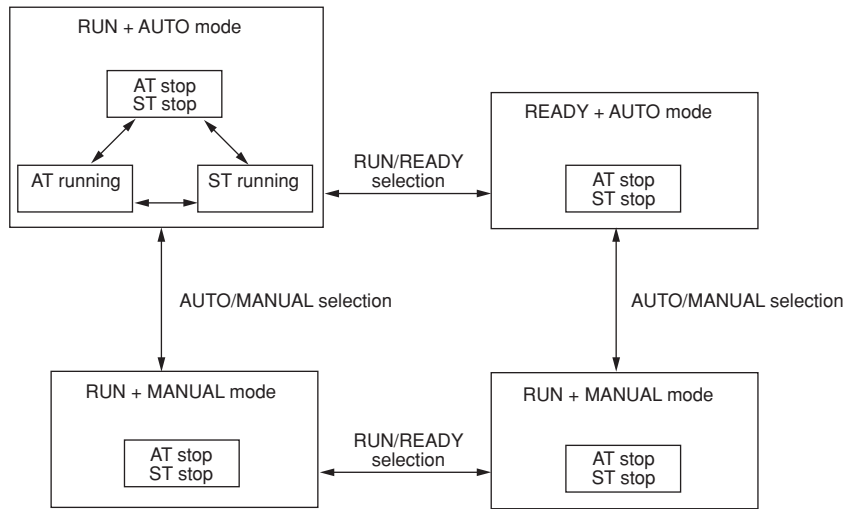 RUN + AUTO mode
AT stop
ST stop
AT running
ST running
RUN/READY
selection
READY + AUTO mode
AT stop
ST stop
AUTO/MANUAL selection
AUTO/MANUAL selection
RUN + MANUAL mode
AT stop
ST stop
RUN/READY
selection
RUN + MANUAL mode
AT stop
ST stop